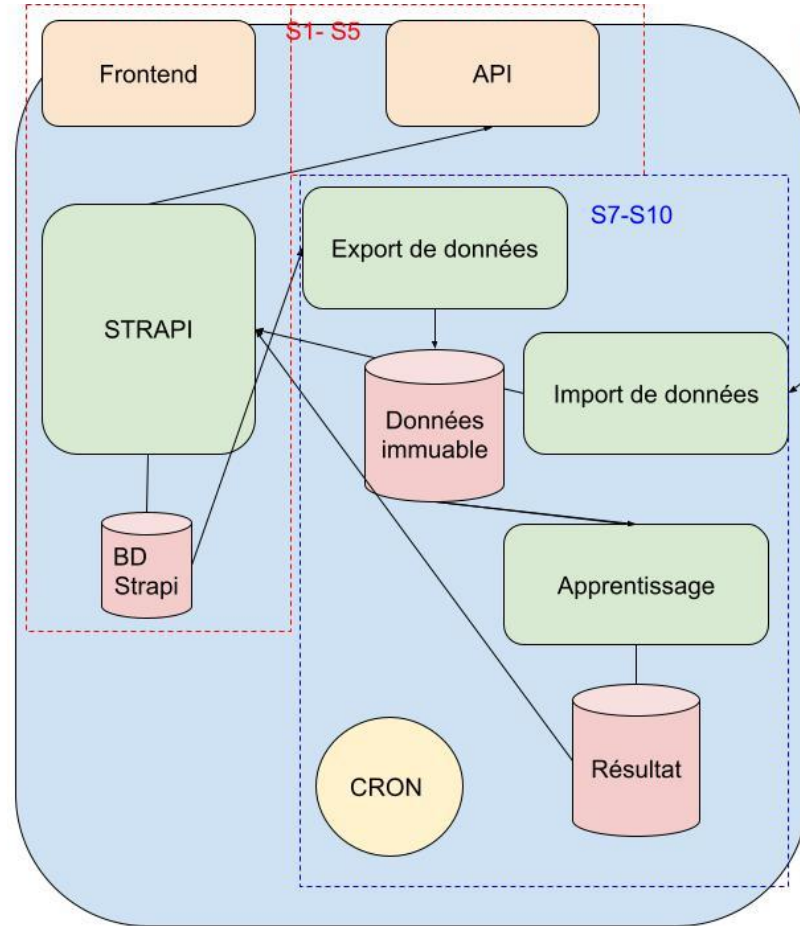 S1- S5
Frontend
API
S7-S10
Export de données
STRAPI
Import de données
Données
immuable
BD
Strapi
Apprentissage
Résultat
CRON